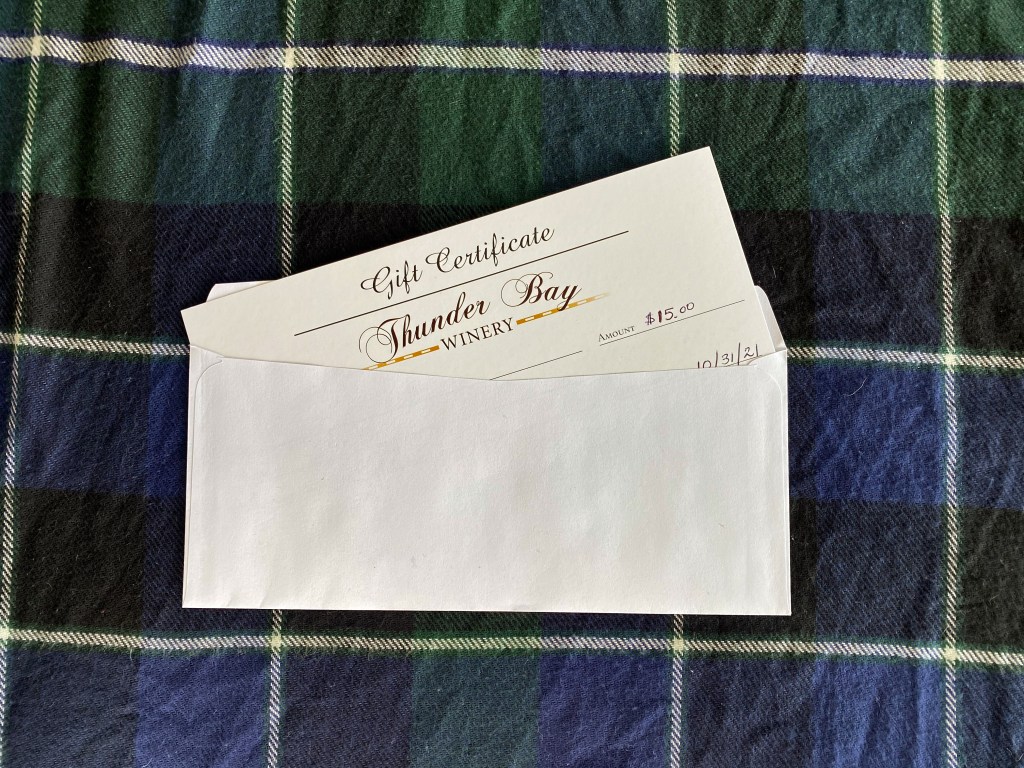 Gift Certificate
Thunder Bay
WINERY
AMOUNT $15.00
10/31/21